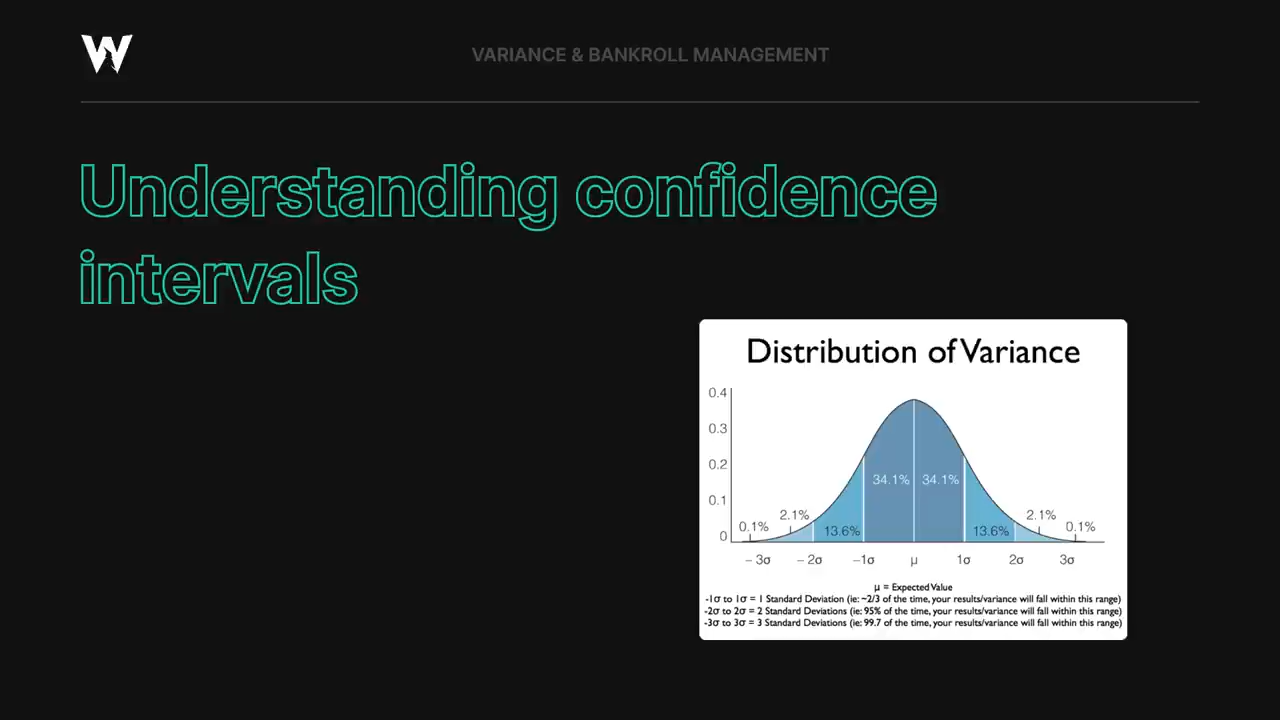 W
VARIANCE & BANKROLL MANAGEMENT
Understanding confidence
intervals
Distribution of Variance
0.4
0.3
0.2
0.1
0
34.1% 34.1%
2.1% 2.1%
0.1% 13.6% 13.6% 0.1%
– 3σ – 2σ –1σ μ 1σ 2σ 3σ
μ = Expected Value
-1σ to 1σ = 1 Standard Deviation (ie: ~2/3 of the time, your results/variance will fall within this range)
-2σ to 2σ = 2 Standard Deviations (ie: 95% of the time, your results/variance will fall within this range)
-3σ to 3σ = 3 Standard Deviations (ie: 99.7 of the time, your results/variance will fall within this range)